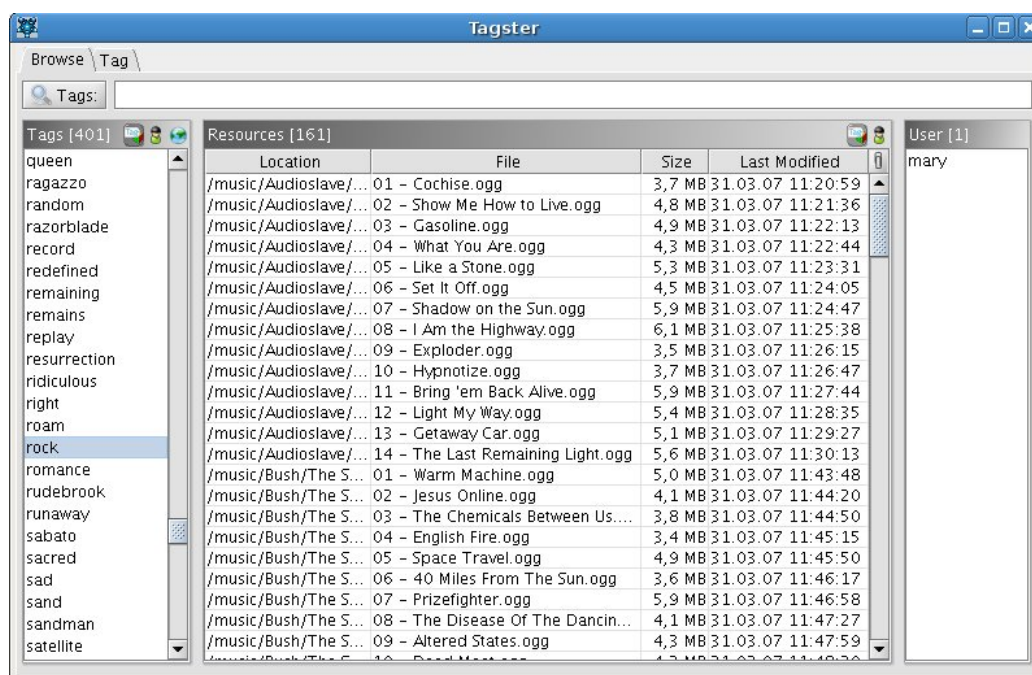 Tagster
Browse Tag
Tags:
Tags [401] Resources [161] User [1]
Location File Size Last Modified
queen
ragazzo
random
razorblade
record
redefined
remaining
remains
replay
resurrection
ridiculous
right
roam
rock
romance
rudebrook
runaway
sabato
sacred
sad
sand
sandman
satellite
/music/Audioslave/... 01 – Cochise.ogg 3,7 MB 31.03.07 11:20:59
/music/Audioslave/... 02 – Show Me How to Live.ogg 4,8 MB 31.03.07 11:21:36
/music/Audioslave/... 03 – Gasoline.ogg 4,9 MB 31.03.07 11:22:13
/music/Audioslave/... 04 – What You Are.ogg 4,3 MB 31.03.07 11:22:44
/music/Audioslave/... 05 – Like a Stone.ogg 5,3 MB 31.03.07 11:23:31
/music/Audioslave/... 06 – Set It Off.ogg 4,5 MB 31.03.07 11:24:05
/music/Audioslave/... 07 – Shadow on the Sun.ogg 5,9 MB 31.03.07 11:24:47
/music/Audioslave/... 08 – I Am the Highway.ogg 6,1 MB 31.03.07 11:25:38
/music/Audioslave/... 09 – Exploder.ogg 3,5 MB 31.03.07 11:26:15
/music/Audioslave/... 10 – Hypnotize.ogg 3,7 MB 31.03.07 11:26:47
/music/Audioslave/... 11 – Bring 'em Back Alive.ogg 5,9 MB 31.03.07 11:27:44
/music/Audioslave/... 12 – Light My Way.ogg 5,4 MB 31.03.07 11:28:35
/music/Audioslave/... 13 – Getaway Car.ogg 5,1 MB 31.03.07 11:29:27
/music/Audioslave/... 14 – The Last Remaining Light.ogg 5,6 MB 31.03.07 11:30:13
/music/Bush/The S... 01 – Warm Machine.ogg 5,0 MB 31.03.07 11:43:48
/music/Bush/The S... 02 – Jesus Online.ogg 4,1 MB 31.03.07 11:44:20
/music/Bush/The S... 03 – The Chemicals Between Us.... 3,8 MB 31.03.07 11:44:50
/music/Bush/The S... 04 – English Fire.ogg 3,4 MB 31.03.07 11:45:15
/music/Bush/The S... 05 – Space Travel.ogg 4,9 MB 31.03.07 11:45:50
/music/Bush/The S... 06 – 40 Miles From The Sun.ogg 3,6 MB 31.03.07 11:46:17
/music/Bush/The S... 07 – Prizefighter.ogg 5,9 MB 31.03.07 11:46:58
/music/Bush/The S... 08 – The Disease Of The Dancin... 4,1 MB 31.03.07 11:47:27
/music/Bush/The S... 09 – Altered States.ogg 4,3 MB 31.03.07 11:47:59
mary